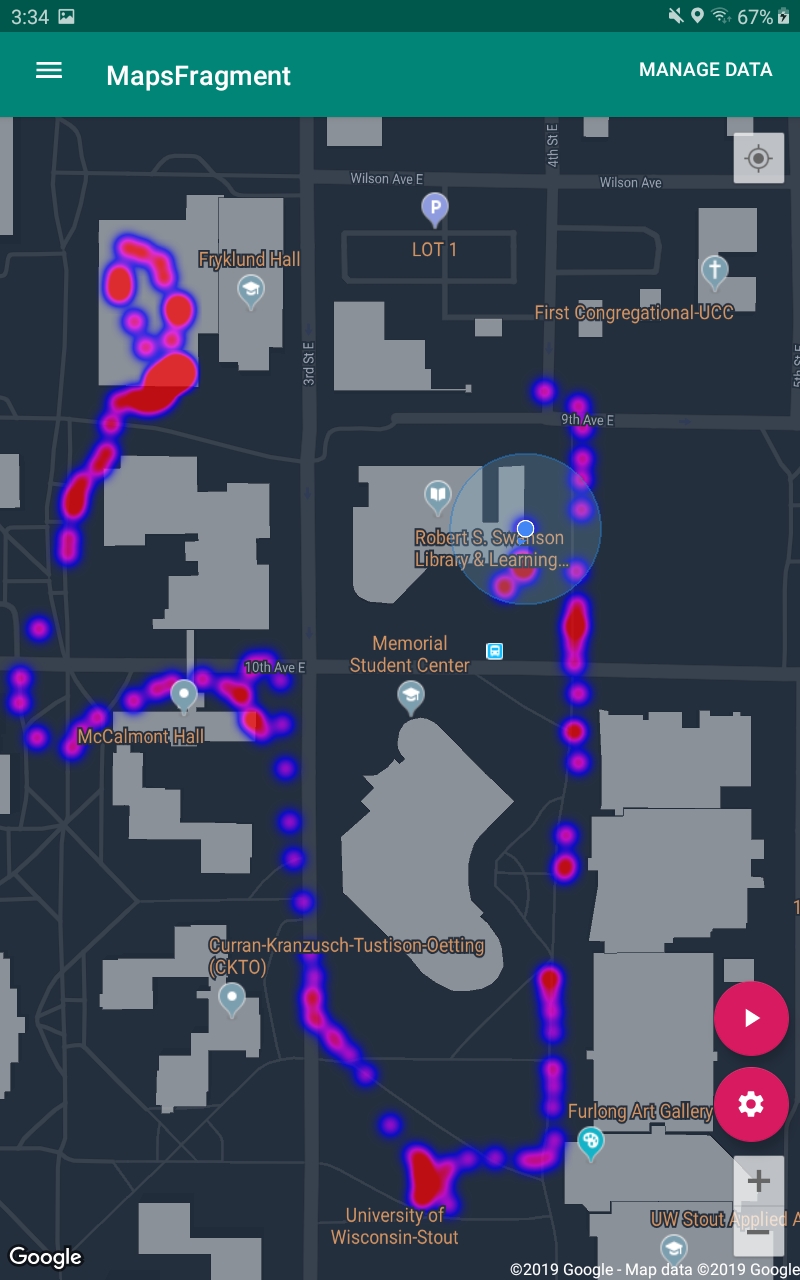 3:34
67%
MapsFragment
MANAGE DATA
4th St E
Wilson Ave E
Wilson Ave
LOT 1
Fryklund Hall
First Congregational-UCC
3rd St E
5th St E
9th Ave E
Robert S. Swanson
Library & Learning...
Memorial
Student Center
10th Ave E
McCalmont Hall
1
Curran-Kranzusch-Tustison-Oetting
(CKTO)
Furlong Art Gallery
University of
Wisconsin-Stout
UW Stout Applied A
Google
©2019 Google - Map data ©2019 Google